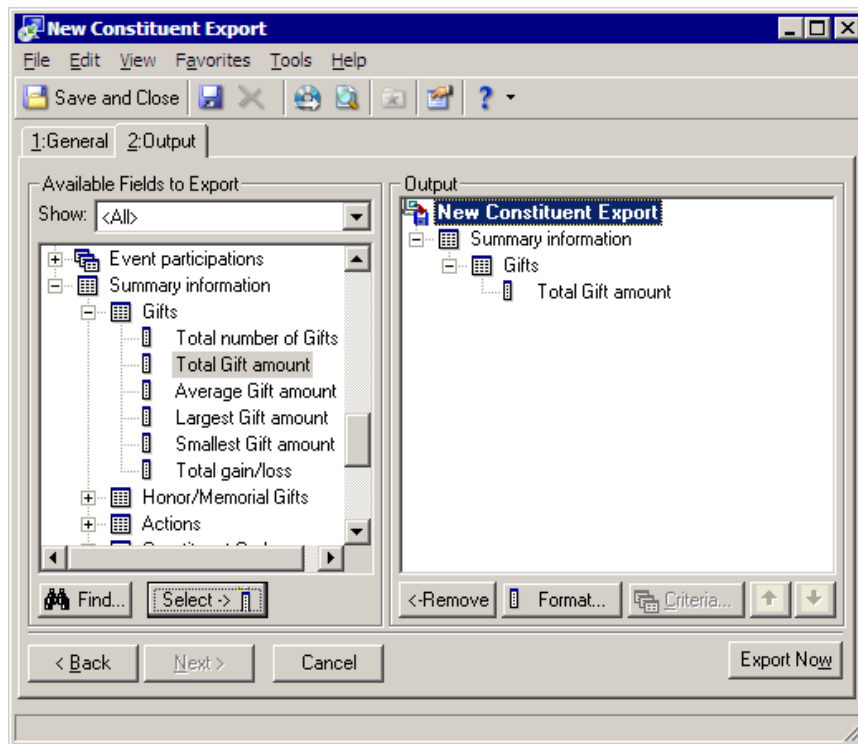 New Constituent Export
File Edit View Favorites Tools Help
Save and Close
1:General 2:Output
Available Fields to Export
Show: <All>
Event participations
Summary information
Gifts
Total number of Gifts
Total Gift amount
Average Gift amount
Largest Gift amount
Smallest Gift amount
Total gain/loss
Honor/Memorial Gifts
Actions
Find... Select ->
Output
New Constituent Export
Summary information
Gifts
Total Gift amount
<-Remove Format... Criteria...
< Back Next > Cancel Export Now